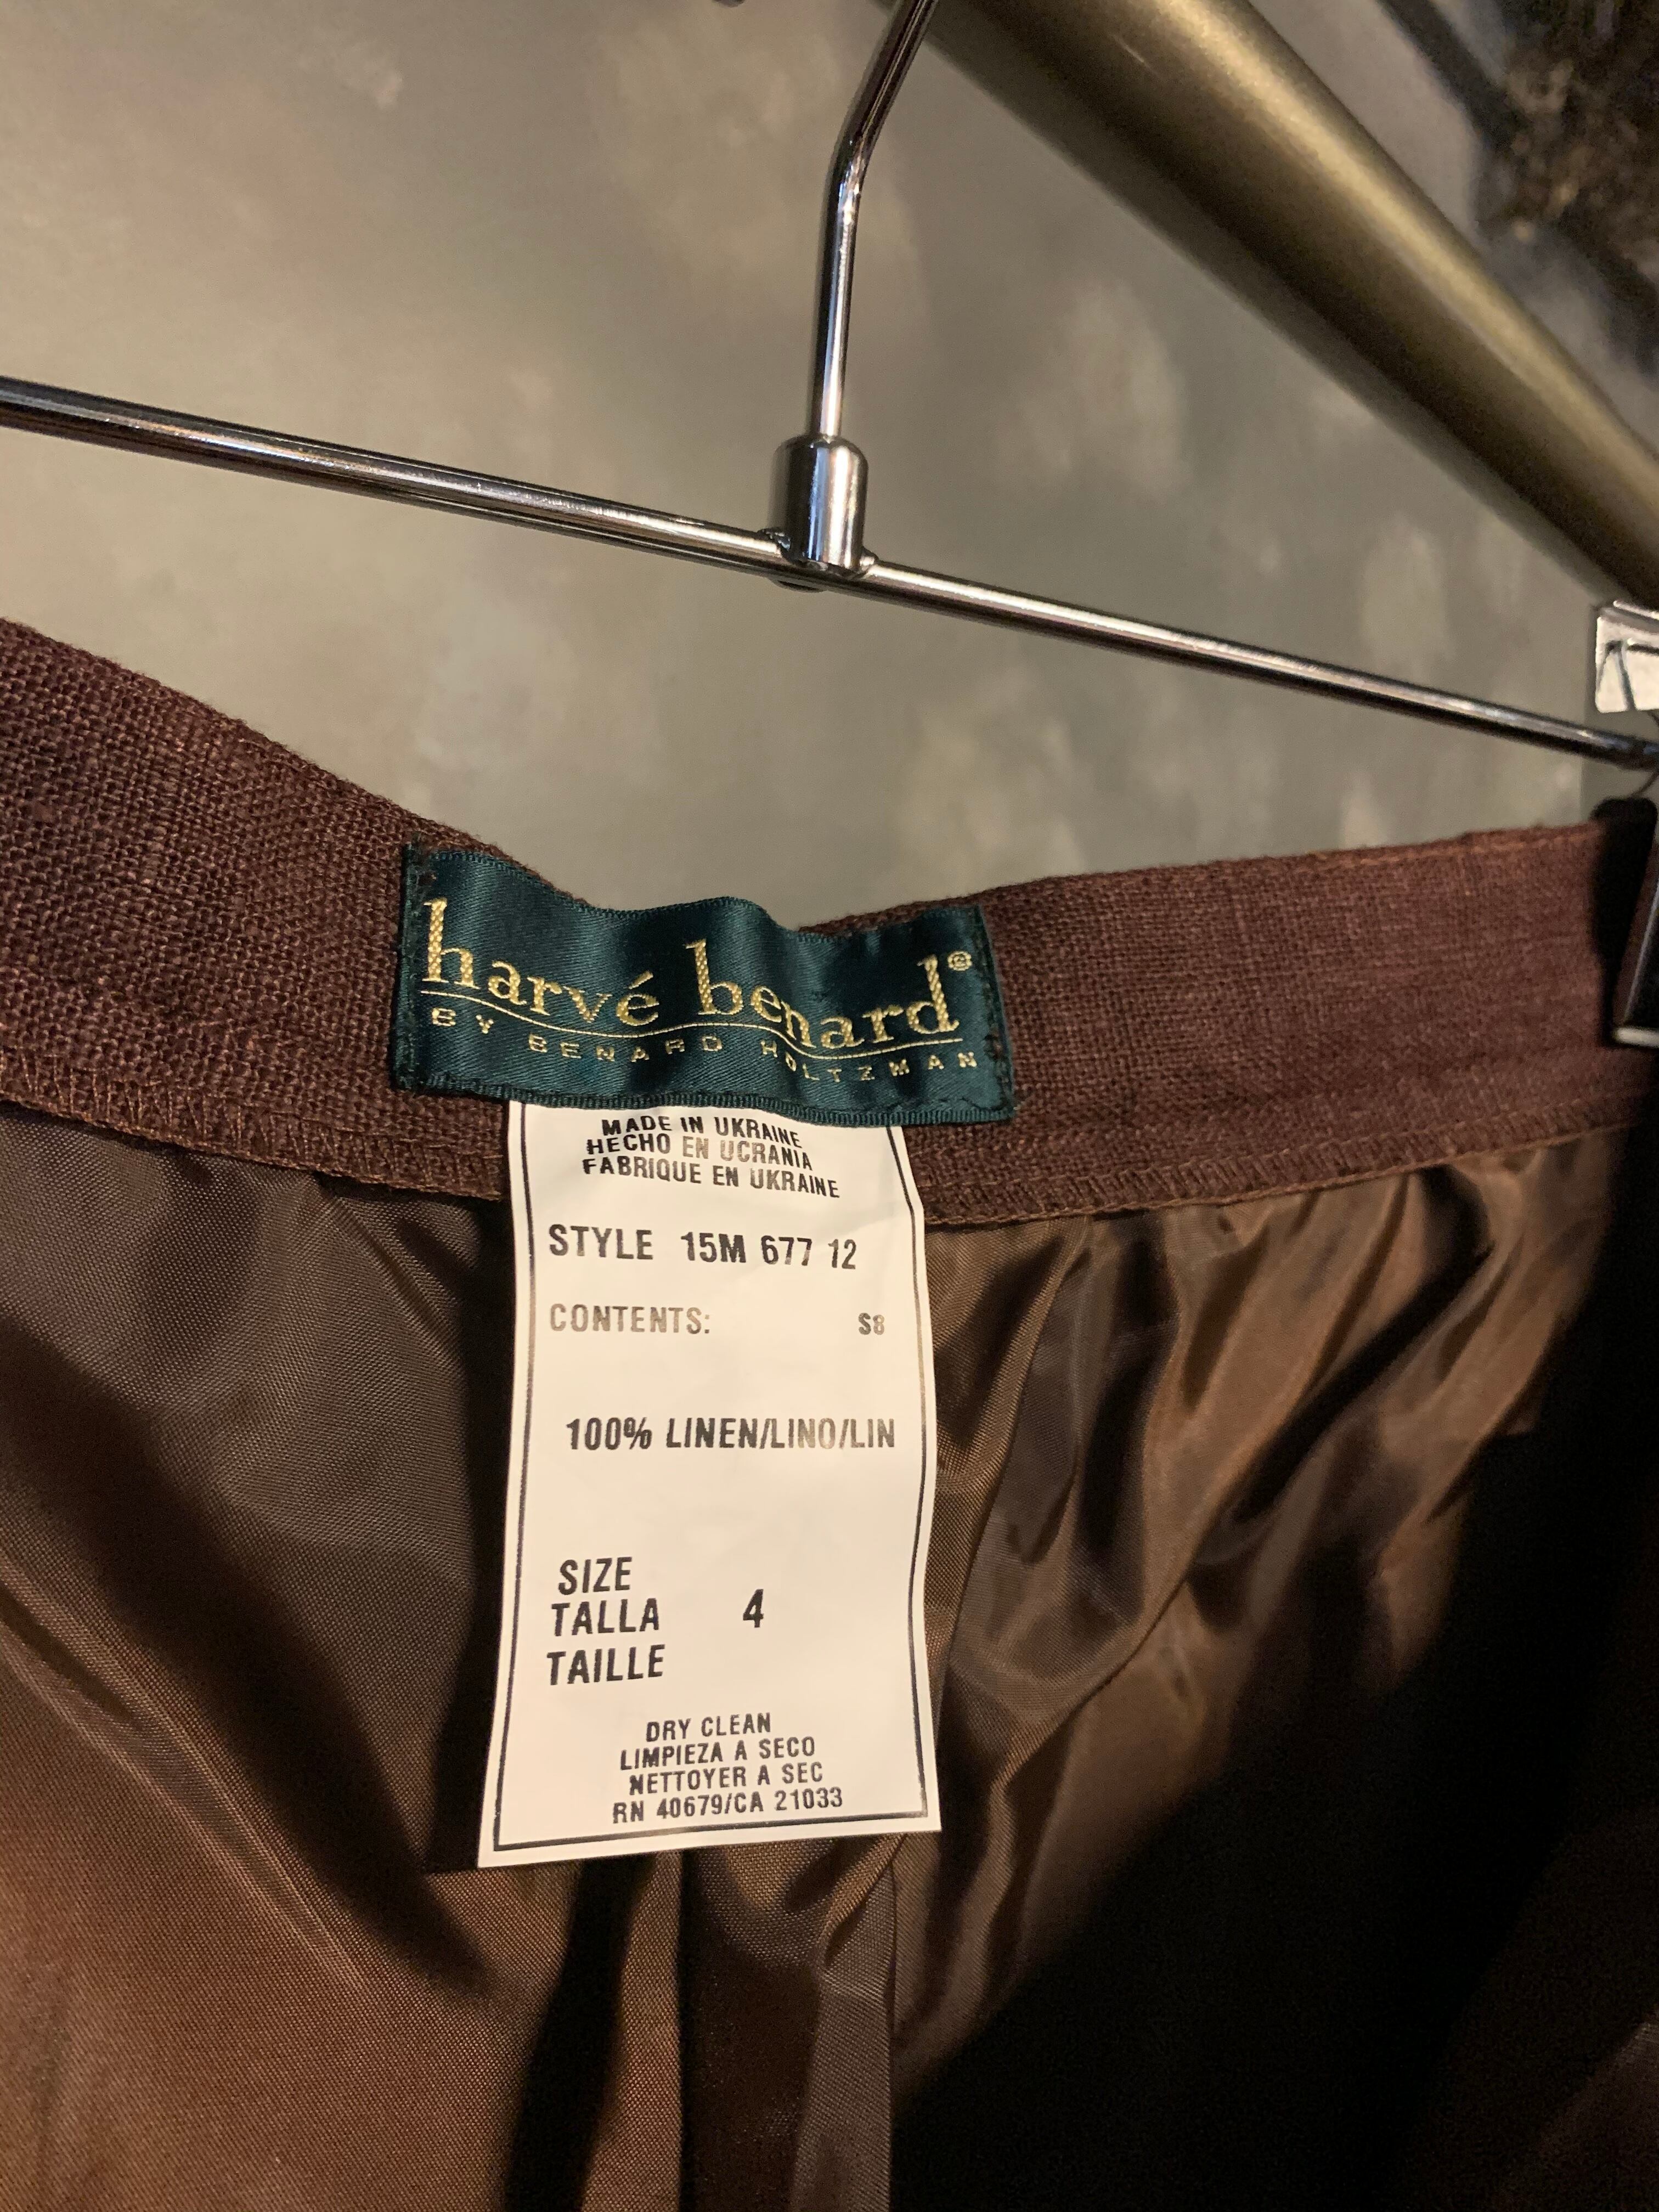 harvé benard®
BY BENARD HOLTZMAN
MADE IN UKRAINE
HECHO EN UCRANIA
FABRIQUE EN UKRAINE
STYLE 15M 677 12
CONTENTS: S8
100% LINEN/LINO/LIN
SIZE
TALLA 4
TAILLE
DRY CLEAN
LIMPIEZA A SECO
NETTOYER A SEC
RN 40679/CA 21033